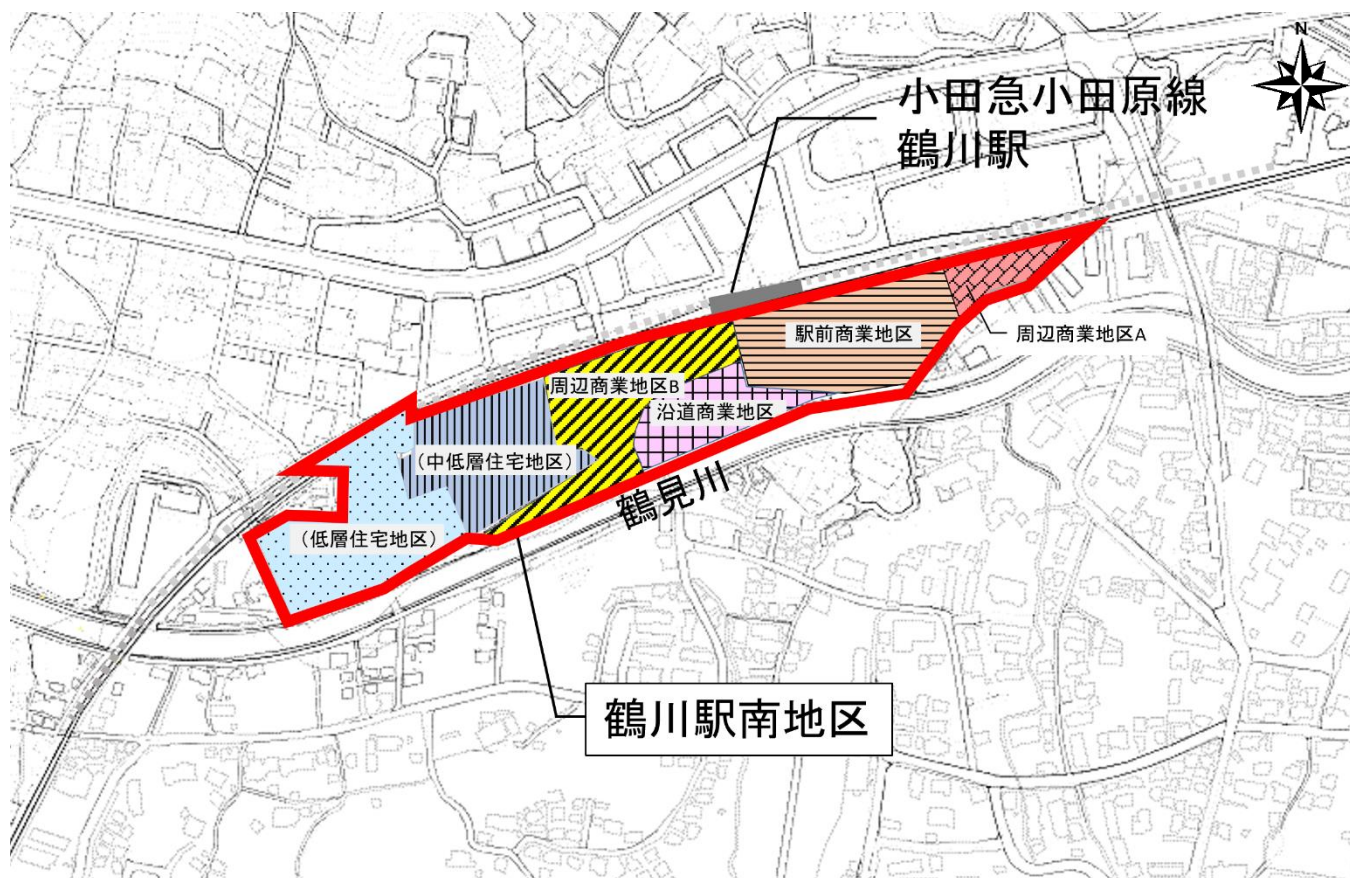 N
小田急小田原線
鶴川駅
駅前商業地区
周辺商業地区A
周辺商業地区B
沿道商業地区
(中低層住宅地区)
鶴見川
(低層住宅地区)
鶴川駅南地区